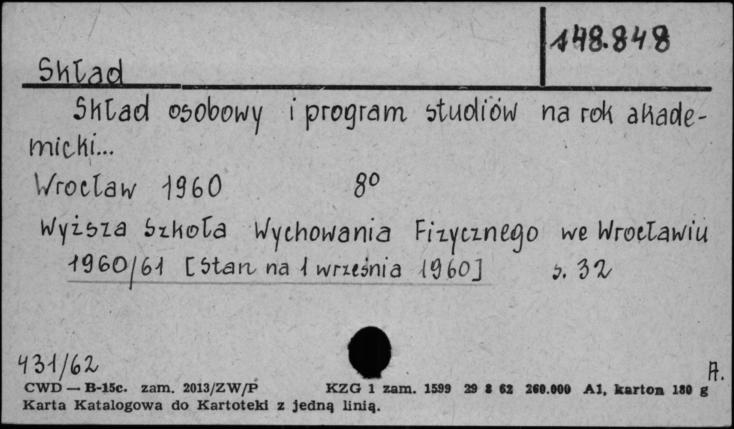 148.848
Skład
Skład osobowy i program studiów na rok akade-
micki...
Wrocław 1960 8°
Wyższa Szkoła Wychowania Fizycznego we Wrocławiu
1960/61 [Stan na 1 września 1960] s. 32
431/62
A.
CWD — B-15c. zam. 2013/ZW/P KZG 1 zam. 1599 29 8 62 260.000 A1, karton 180 g
Karta Katalogowa do Kartoteki z jedną linią.